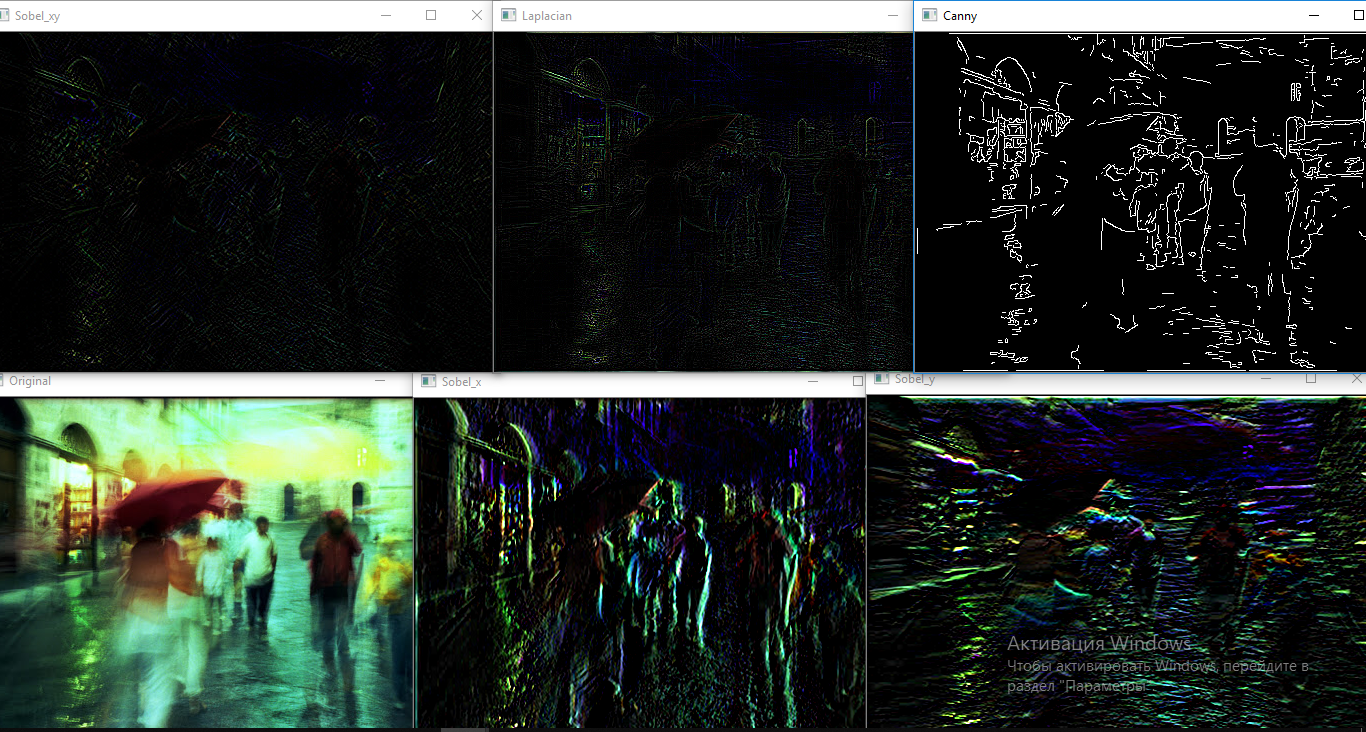 Sobel_xy
Laplacian
Canny
Original
Sobel_x
Sobel_y
Активация Windows
Чтобы активировать Windows, перейдите в
раздел "Параметры"